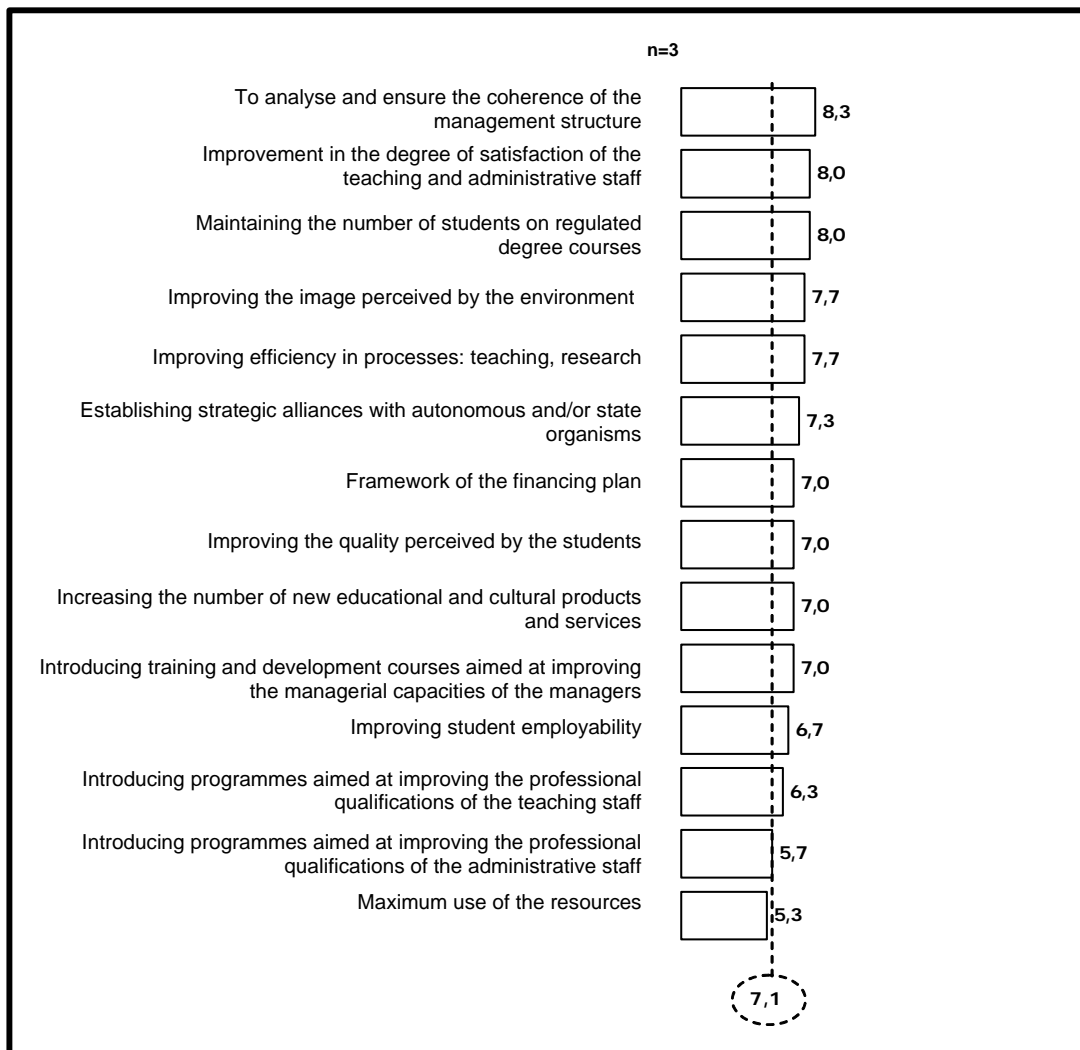 n=3
To analyse and ensure the coherence of the
management structure
8,3
Improvement in the degree of satisfaction of the
teaching and administrative staff
8,0
Maintaining the number of students on regulated
degree courses
8,0
Improving the image perceived by the environment
7,7
Improving efficiency in processes: teaching, research
7,7
Establishing strategic alliances with autonomous and/or state
organisms
7,3
Framework of the financing plan
7,0
Improving the quality perceived by the students
7,0
Increasing the number of new educational and cultural products
and services
7,0
Introducing training and development courses aimed at improving
the managerial capacities of the managers
7,0
Improving student employability
6,7
Introducing programmes aimed at improving the professional
qualifications of the teaching staff
6,3
Introducing programmes aimed at improving the professional
qualifications of the administrative staff
5,7
Maximum use of the resources
5,3
7,1